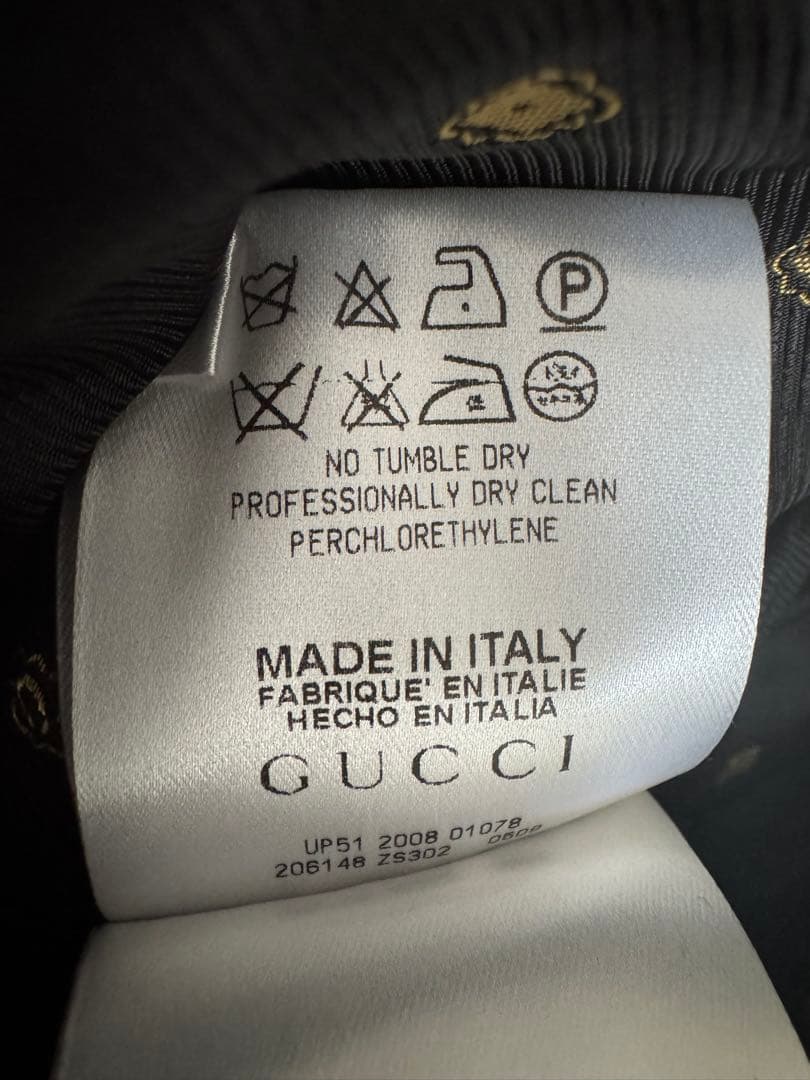 P
低
NO TUMBLE DRY
PROFESSIONALLY DRY CLEAN
PERCHLORETHYLENE
MADE IN ITALY
FABRIQUE' EN ITALIE
HECHO EN ITALIA
GUCCI
UP51 2008 01078
206148 ZS302